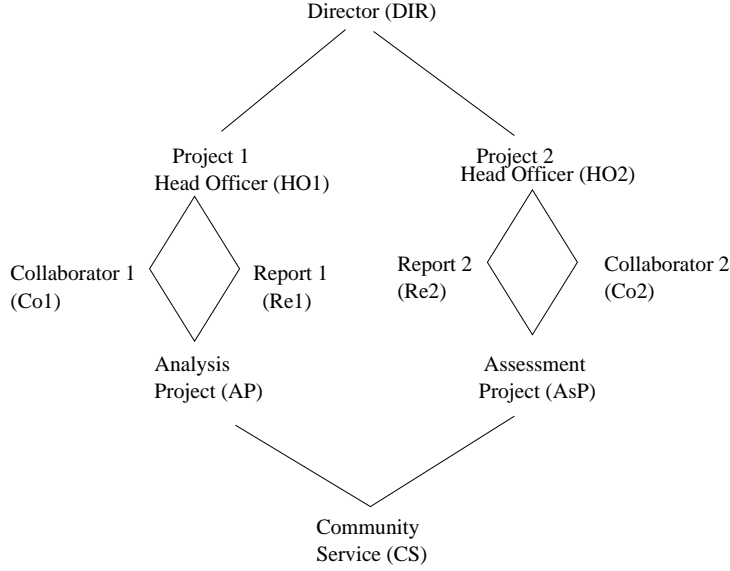 Director (DIR)
Project 1
Head Officer (HO1)
Project 2
Head Officer (HO2)
Collaborator 1
(Co1)
Report 1
(Re1)
Report 2
(Re2)
Collaborator 2
(Co2)
Analysis
Project (AP)
Assessment
Project (AsP)
Community
Service (CS)